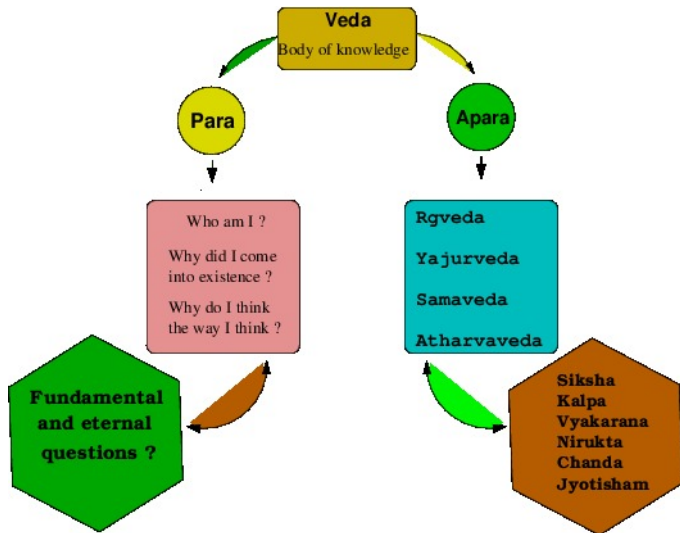 Veda
Body of knowledge
Para
Apara
Who am I ?
Why did I come
into existence ?
Why do I think
the way I think ?
Rgveda
Yajurveda
Samaveda
Atharvaveda
Fundamental
and eternal
questions ?
Siksha
Kalpa
Vyakarana
Nirukta
Chanda
Jyotisham